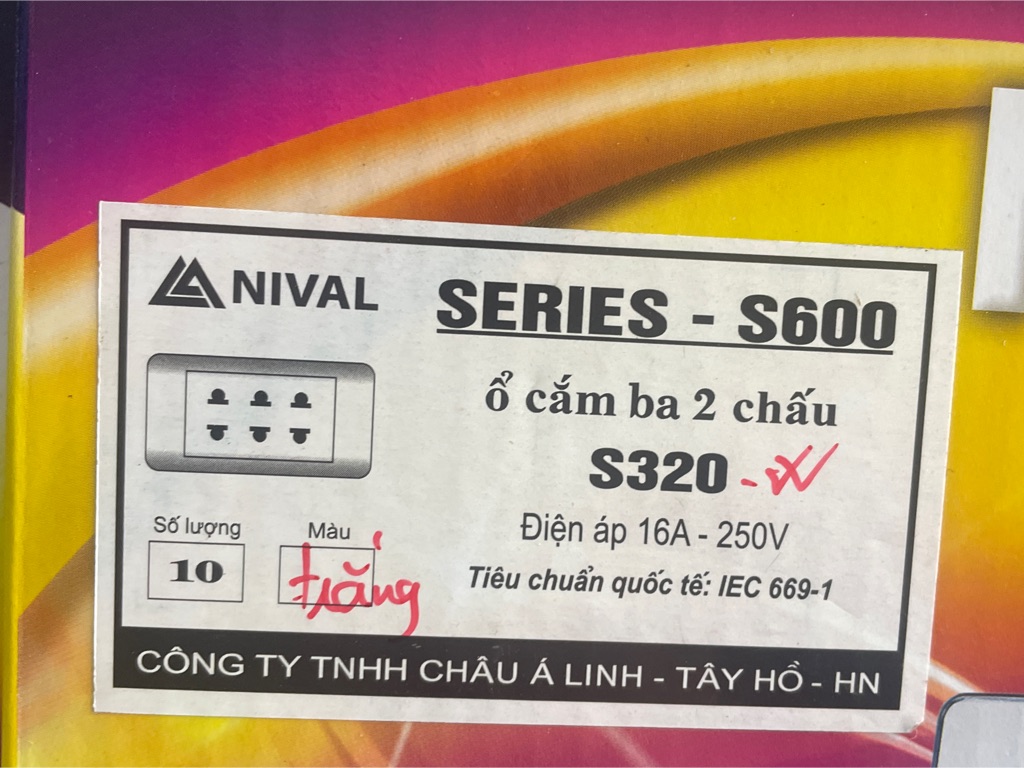 NIVAL
SERIES - S600
ổ cắm ba 2 chấu
S320 - W
Điện áp 16A - 250V
Tiêu chuẩn quốc tế: IEC 669-1
Số lượng
10
Màu
trắng
CÔNG TY TNHH CHÂU Á LINH - TÂY HỒ - HN